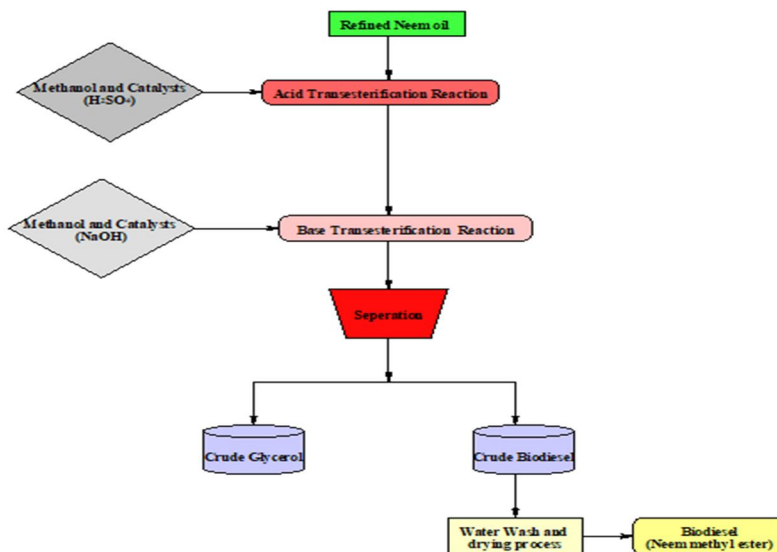 Refined Neem oil
Methanol and Catalysts
(H₂SO₄)
Acid Transesterification Reaction
Methanol and Catalysts
(NaOH)
Base Transesterification Reaction
Seperation
Crude Glycerol
Crude Biodiesel
Water Wash and
drying process
Biodiesel
(Neem methyl ester)